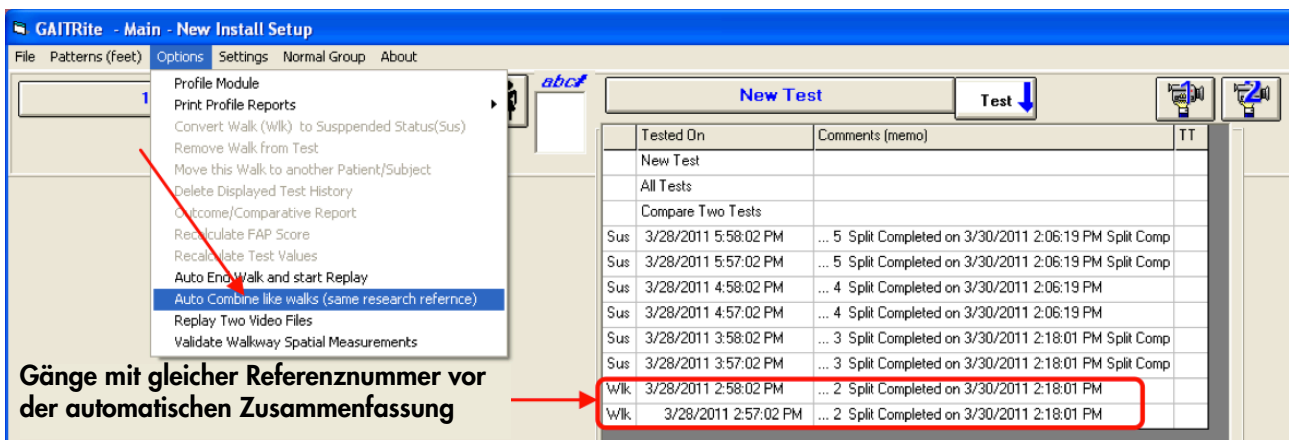 GAITRite - Main - New Install Setup
File Patterns (feet) Options Settings Normal Group About
1
abc
New Test
Test
1
2
Profile Module
Print Profile Reports
Convert Walk (Wlk) to Susppended Status(Sus)
Remove Walk from Test
Move this Walk to another Patient/Subject
Delete Displayed Test History
Outcome/Comparative Report
Recalculate FAP Score
Recalculate Test Values
Auto End Walk and start Replay
Auto Combine like walks (same research refernce)
Replay Two Video Files
Validate Walkway Spatial Measurements
Gänge mit gleicher Referenznummer vor
der automatischen Zusammenfassung
Tested On Comments (memo) TT
New Test
All Tests
Compare Two Tests
Sus 3/28/2011 5:58:02 PM ... 5 Split Completed on 3/30/2011 2:06:19 PM Split Comp
Sus 3/28/2011 5:57:02 PM ... 5 Split Completed on 3/30/2011 2:06:19 PM Split Comp
Sus 3/28/2011 4:58:02 PM ... 4 Split Completed on 3/30/2011 2:06:19 PM
Sus 3/28/2011 4:57:02 PM ... 4 Split Completed on 3/30/2011 2:06:19 PM
Sus 3/28/2011 3:58:02 PM ... 3 Split Completed on 3/30/2011 2:18:01 PM Split Comp
Sus 3/28/2011 3:57:02 PM ... 3 Split Completed on 3/30/2011 2:18:01 PM Split Comp
Wlk 3/28/2011 2:58:02 PM ... 2 Split Completed on 3/30/2011 2:18:01 PM
Wlk 3/28/2011 2:57:02 PM ... 2 Split Completed on 3/30/2011 2:18:01 PM